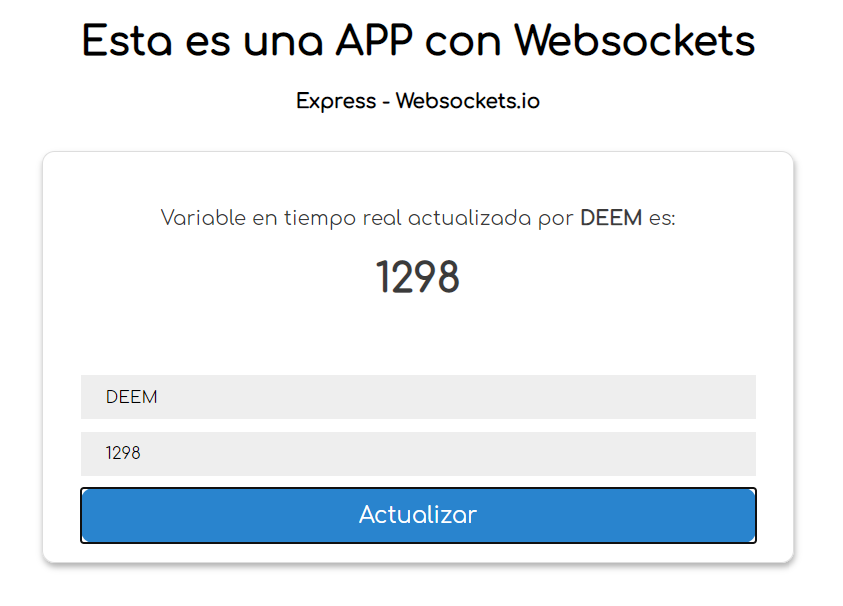 Esta es una APP con Websockets
Express - Websockets.io
Variable en tiempo real actualizada por DEEM es:
1298
DEEM
1298
Actualizar